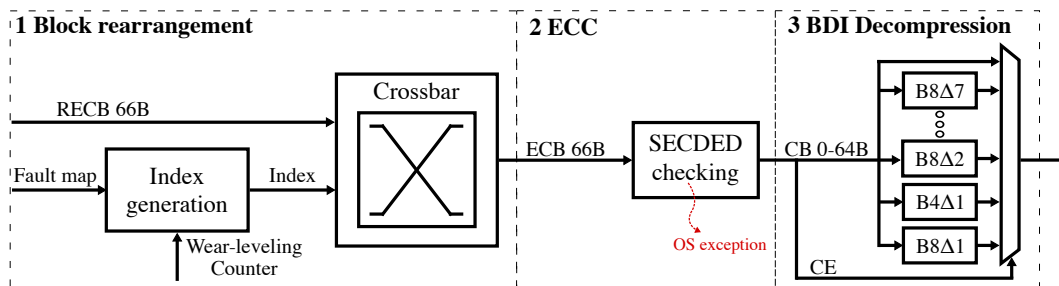 1 Block rearrangement
2 ECC
3 BDI Decompression
Crossbar
RECB 66B
Fault map
Index
generation
Index
Wear-leveling
Counter
ECB 66B
SECDED
checking
OS exception
CB 0-64B
CE
B8Δ7
B8Δ2
B4Δ1
B8Δ1